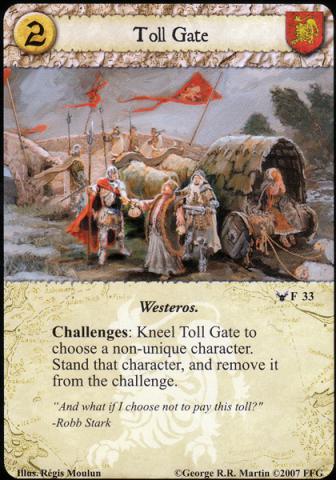 2
Toll Gate
F 33
Westeros.
Challenges: Kneel Toll Gate to
choose a non-unique character.
Stand that character, and remove it
from the challenge.
"And what if I choose not to pay this toll?"
-Robb Stark
Illus. Régis Moulun
©George R.R. Martin ©2007 FFG